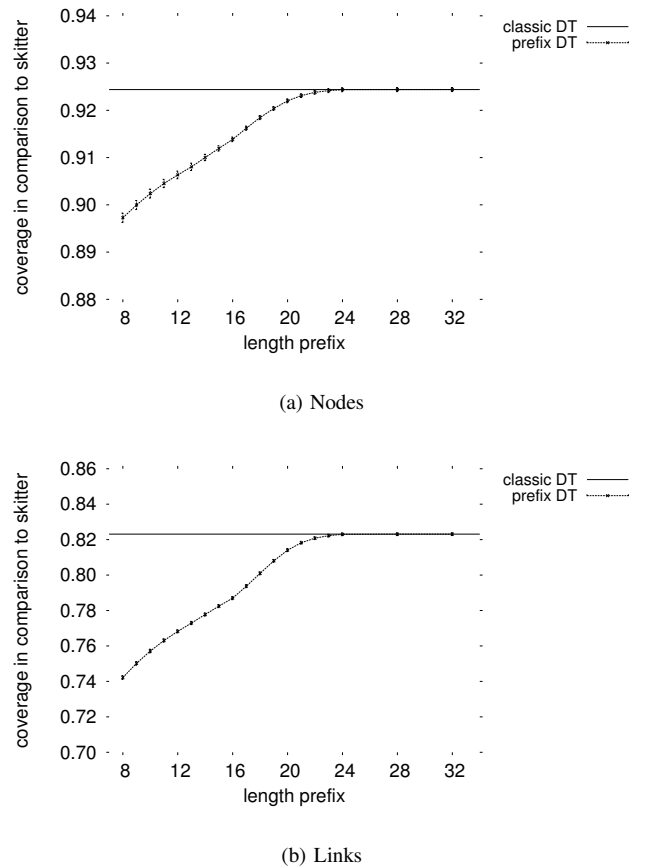 0.94
0.93
0.92
0.91
0.90
0.89
0.88
8 12 16 20 24 28 32
coverage in comparison to skitter
length prefix
classic DT
prefix DT
(a) Nodes
0.86
0.84
0.82
0.80
0.78
0.76
0.74
0.72
0.70
8 12 16 20 24 28 32
coverage in comparison to skitter
length prefix
classic DT
prefix DT
(b) Links